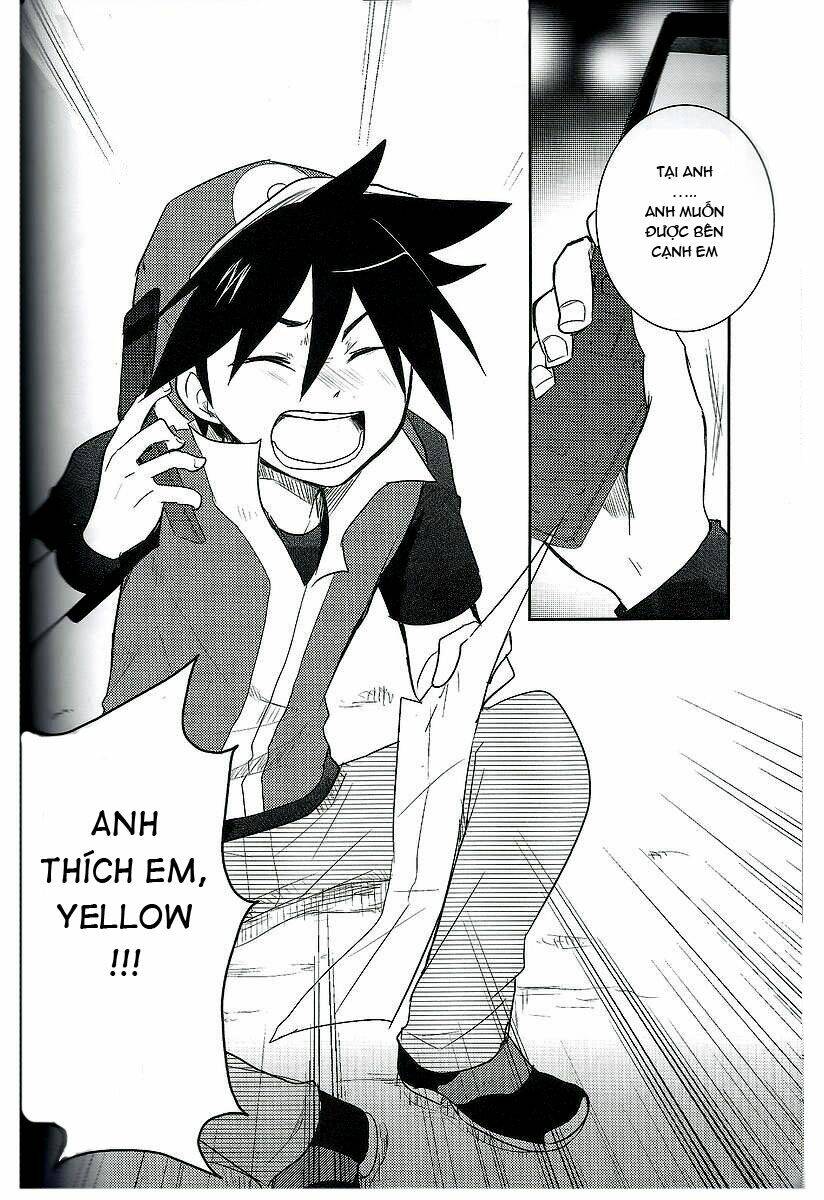 TẠI ANH
.....
ANH MUỐN
ĐƯỢC BÊN
CẠNH EM
ANH
THÍCH EM,
YELLOW
!!!